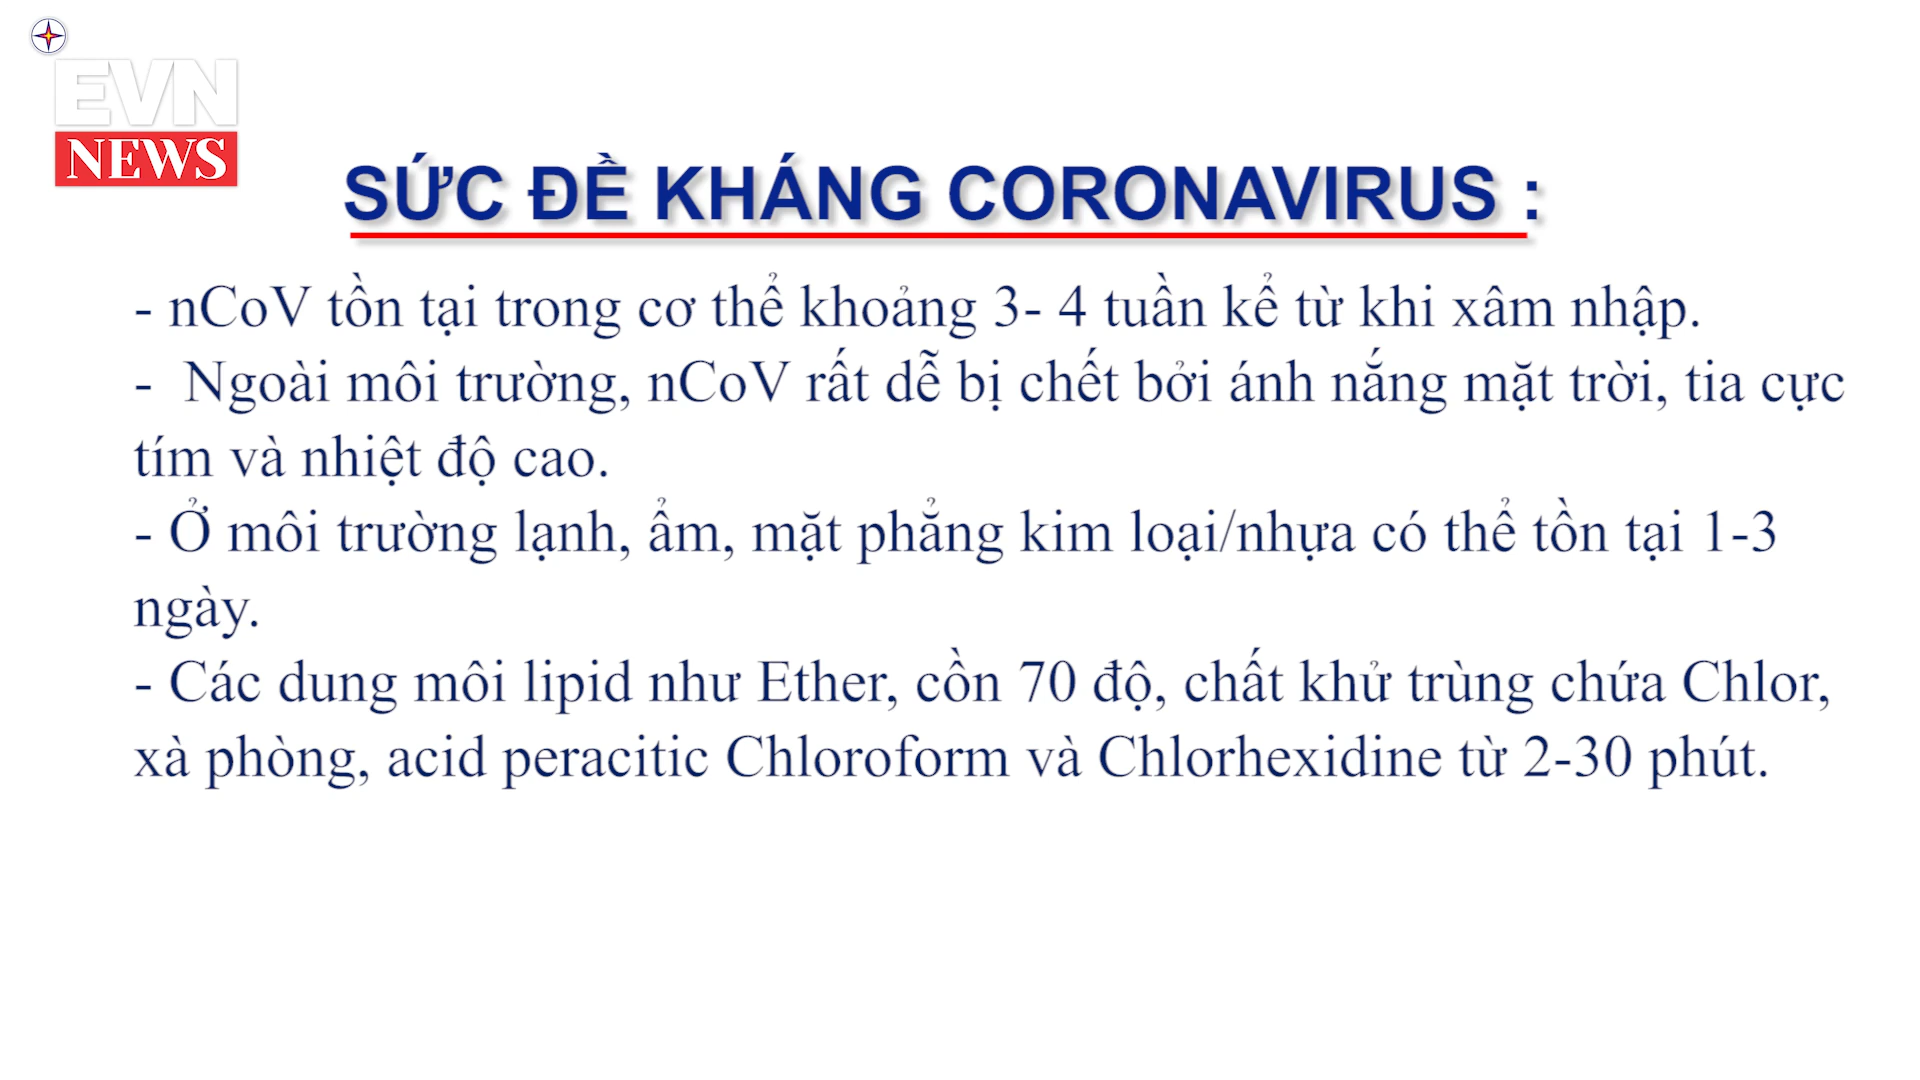 EVN
NEWS
SỨC ĐỀ KHÁNG CORONAVIRUS :
- nCoV tồn tại trong cơ thể khoảng 3- 4 tuần kể từ khi xâm nhập.
- Ngoài môi trường, nCoV rất dễ bị chết bởi ánh nắng mặt trời, tia cực
tím và nhiệt độ cao.
- Ở môi trường lạnh, ẩm, mặt phẳng kim loại/nhựa có thể tồn tại 1-3
ngày.
- Các dung môi lipid như Ether, cồn 70 độ, chất khử trùng chứa Chlor,
xà phòng, acid peracitic Chloroform và Chlorhexidine từ 2-30 phút.